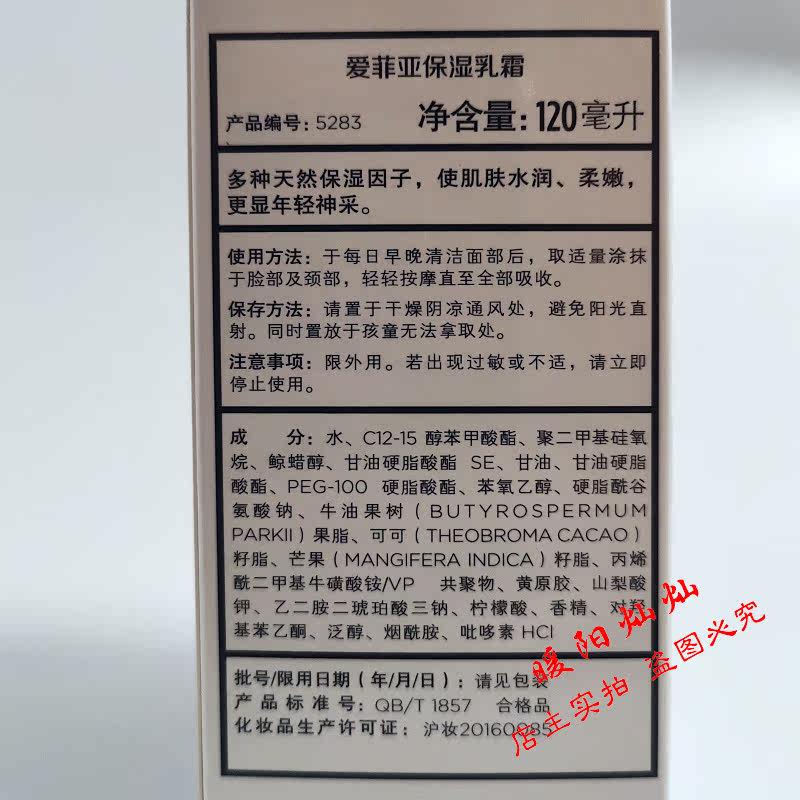 爱菲亚保湿乳霜
产品编号：5283 净含量：120毫升
多种天然保湿因子，使肌肤水润、柔嫩，
更显年轻神采。
使用方法：于每日早晚清洁面部后，取适量涂抹
于脸部及颈部，轻轻按摩直至全部吸收。
保存方法：请置于干燥阴凉通风处，避免阳光直
射。同时置放于孩童无法拿取处。
注意事项：限外用。若出现过敏或不适，请立即
停止使用。
成 分：水、C12-15 醇苯甲酸酯、聚二甲基硅氧
烷、鲸蜡醇、甘油硬脂酸酯 SE、甘油、甘油硬脂
酸酯、PEG-100 硬脂酸酯、苯氧乙醇、硬脂酰谷
氨酸钠、牛油果树（BUTYROSPERMUM
PARKII）果脂、可可（THEOBROMA CACAO）
籽脂、芒果（MANGIFERA INDICA）籽脂、丙烯
酰二甲基牛磺酸铵/VP 共聚物、黄原胶、山梨酸
钾、乙二胺二琥珀酸三钠、柠檬酸、香精、对羟
基苯乙酮、泛醇、烟酰胺、吡哆素 HCl
批号/限用日期（年/月/日）：请见包装
产品标准号：QB/T 1857 合格品
化妆品生产许可证：沪妆20160085
暖阳灿灿
店主实拍 盗图必究